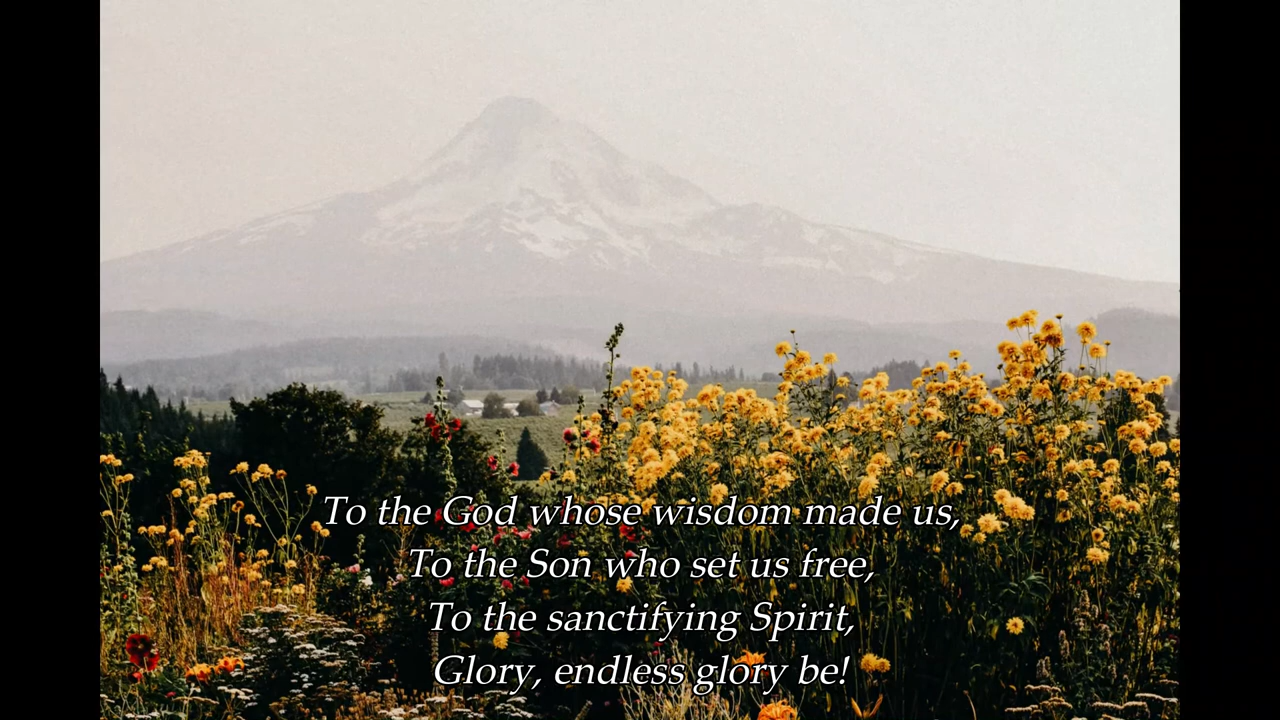 To the God whose wisdom made us,
To the Son who set us free,
To the sanctifying Spirit,
Glory, endless glory be!